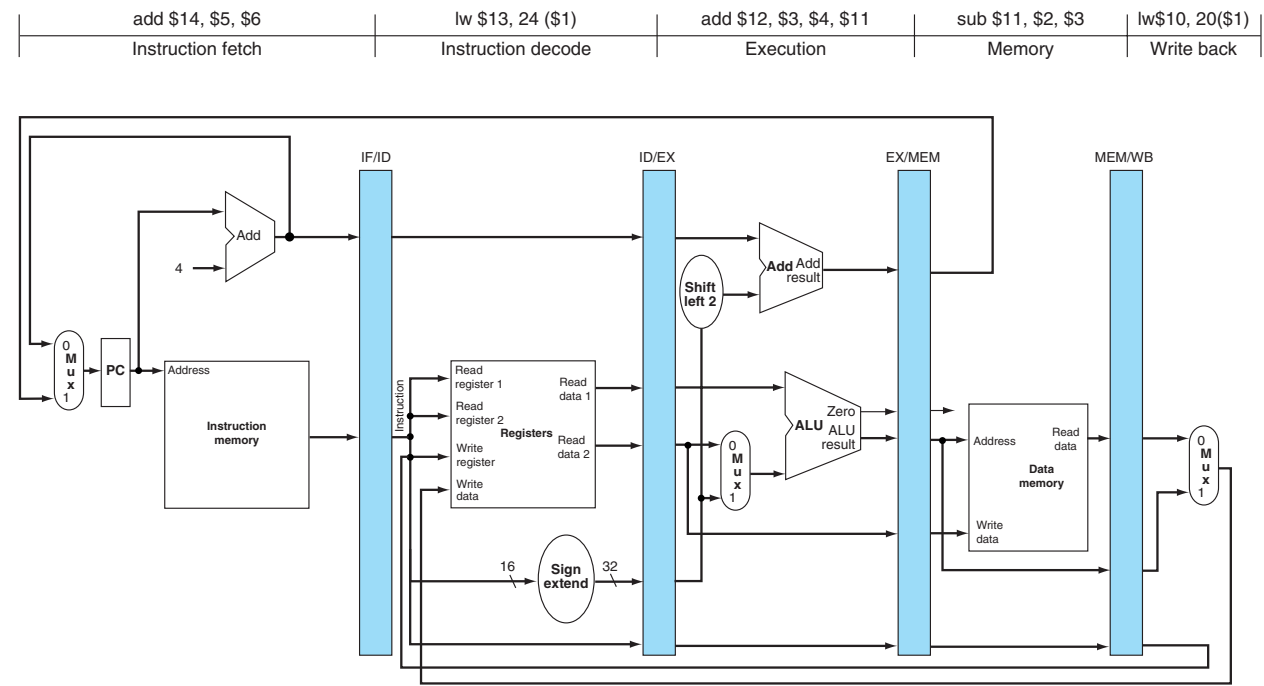 add $14, $5, $6
lw $13, 24 ($1)
add $12, $3, $4, $11
sub $11, $2, $3
lw$10, 20($1)
Instruction fetch
Instruction decode
Execution
Memory
Write back
IF/ID
ID/EX
EX/MEM
MEM/WB
Add
4
Shift
left 2
Add
Add
result
0
M
u
x
1
PC
Address
Instruction
memory
Instruction
Read
register 1
Read
register 2
Write
register
Write
data
Registers
Read
data 1
Read
data 2
0
M
u
x
1
ALU
Zero
ALU
result
Address
Read
data
Data
memory
Write
data
0
M
u
x
1
16
Sign
extend
32